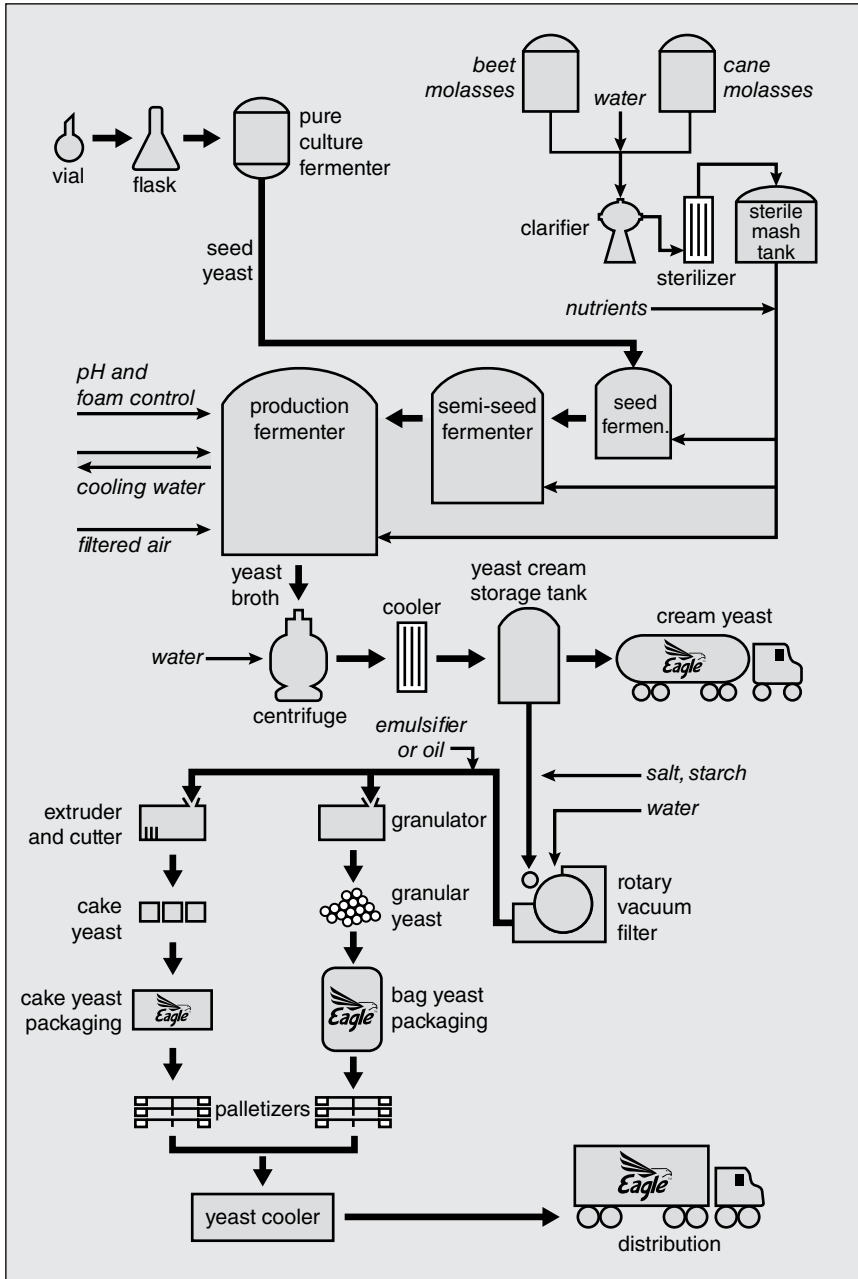 beet
molasses
cane
molasses
water
pure
culture
fermenter
vial
flask
clarifier
sterile
mash
tank
sterilizer
seed
yeast
nutrients
pH and
foam control
production
fermenter
semi-seed
fermenter
seed
fermen.
cooling water
filtered air
yeast
broth
yeast cream
storage tank
cooler
cream yeast
water
Eagle
centrifuge
emulsifier
or oil
salt, starch
water
extruder
and cutter
granulator
rotary
vacuum
filter
cake
yeast
granular
yeast
cake yeast
packaging
Eagle
Eagle
bag yeast
packaging
palletizers
yeast cooler
Eagle
distribution